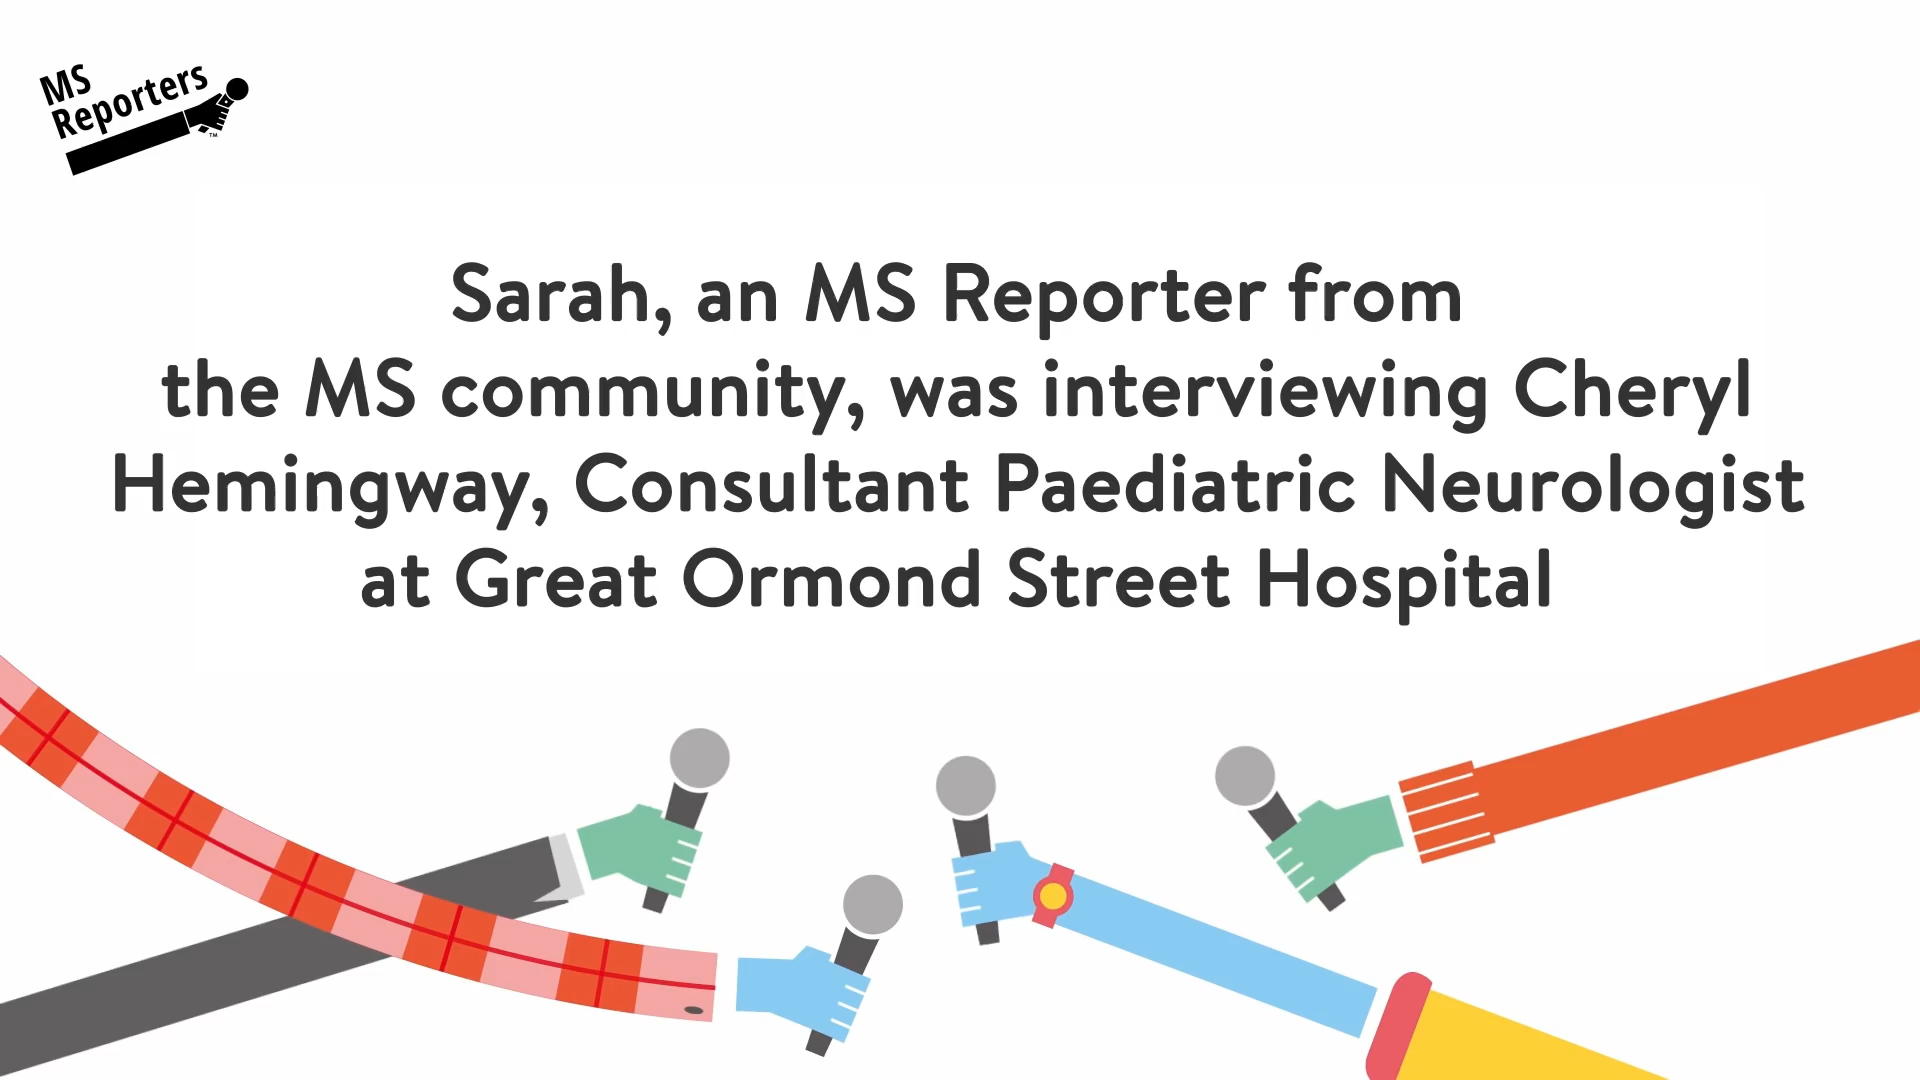 MS
Reporters
TM
Sarah, an MS Reporter from
the MS community, was interviewing Cheryl
Hemingway, Consultant Paediatric Neurologist
at Great Ormond Street Hospital